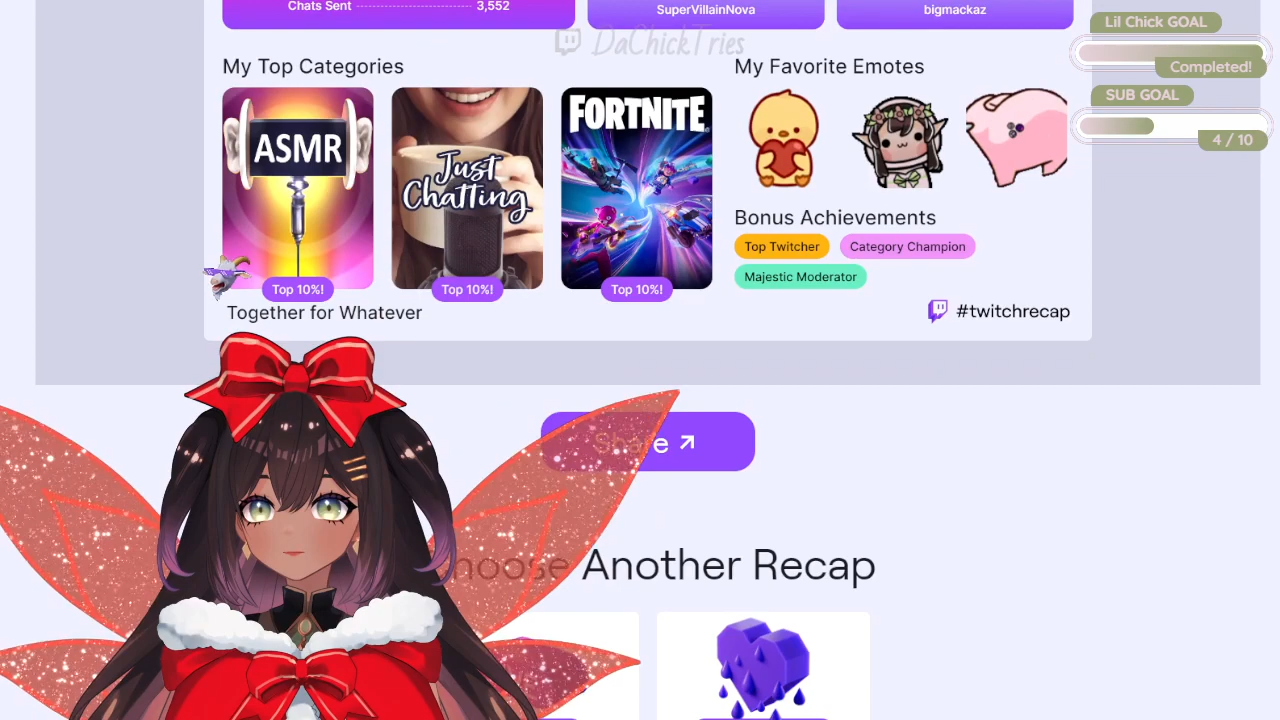 Chats Sent 3,552
SuperVillainNova
bigmackaz
Lil Chick GOAL
Completed!
SUB GOAL
4 / 10
DaChickTries
My Top Categories
My Favorite Emotes
ASMR
Just
Chatting
FORTNITE
Top 10%!
Top 10%!
Top 10%!
Bonus Achievements
Top Twitcher
Category Champion
Majestic Moderator
Together for Whatever
#twitchrecap
Share
Choose Another Recap